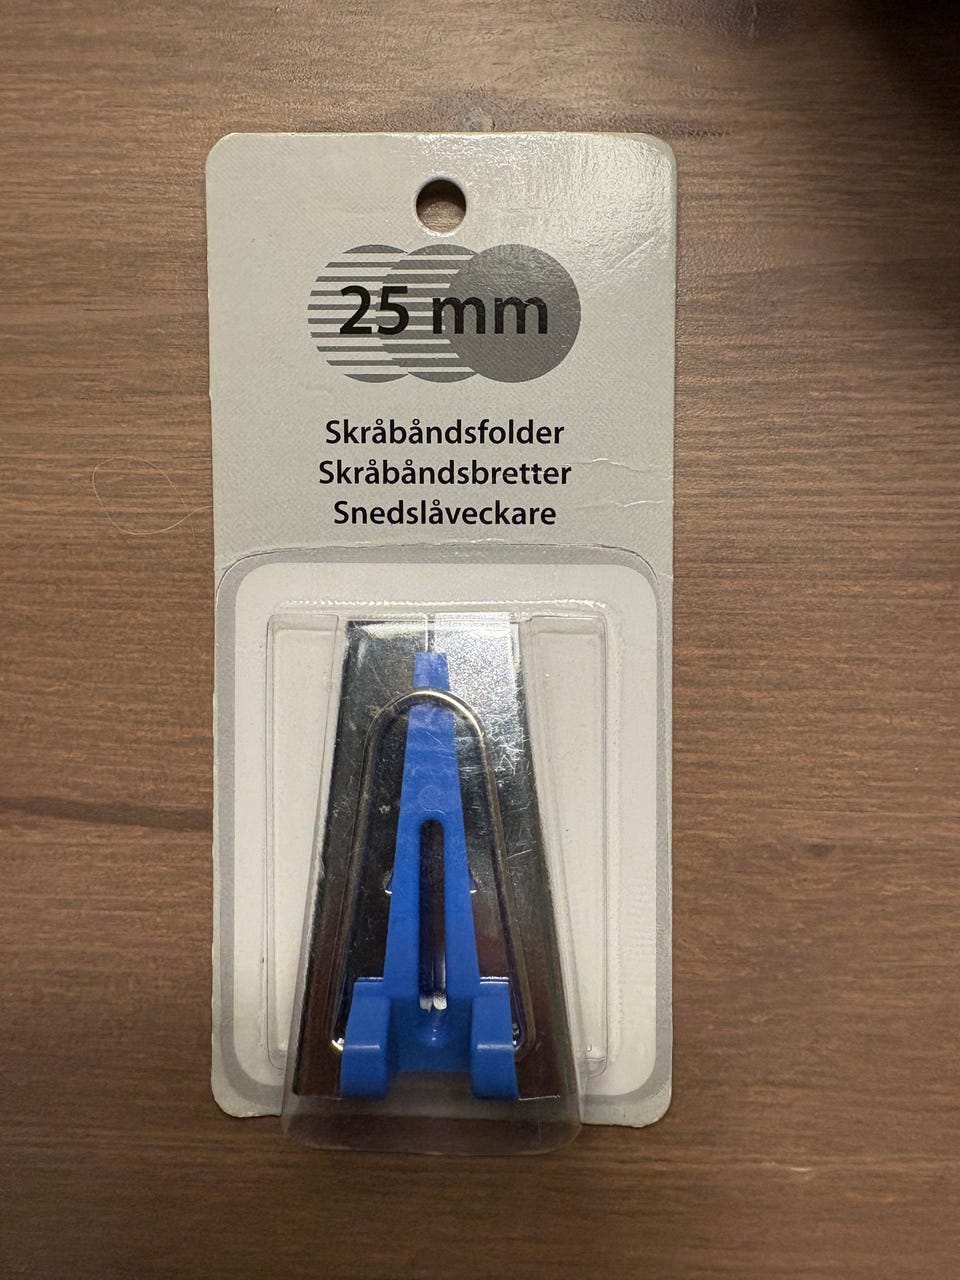 25 mm
Skråbåndsfolder
Skråbåndsbretter
Snedslåveckare